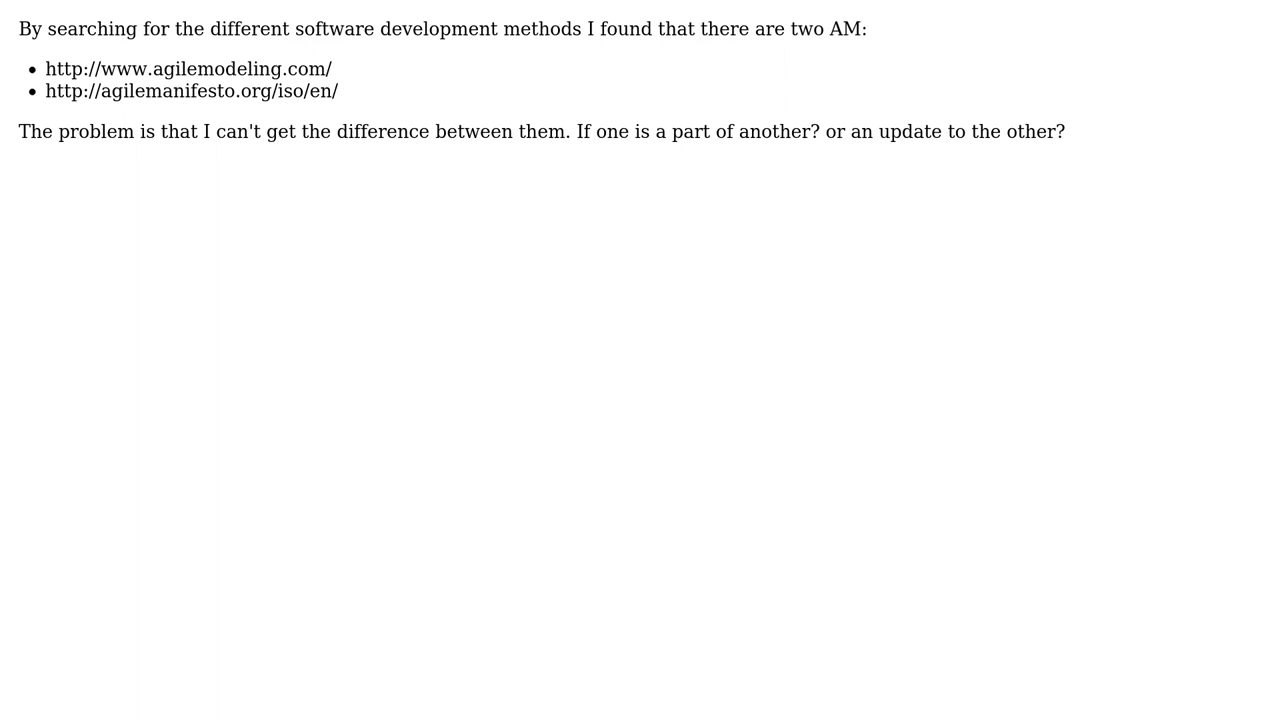 By searching for the different software development methods I found that there are two AM:
• http://www.agilemodeling.com/
• http://agilemanifesto.org/iso/en/
The problem is that I can't get the difference between them. If one is a part of another? or an update to the other?